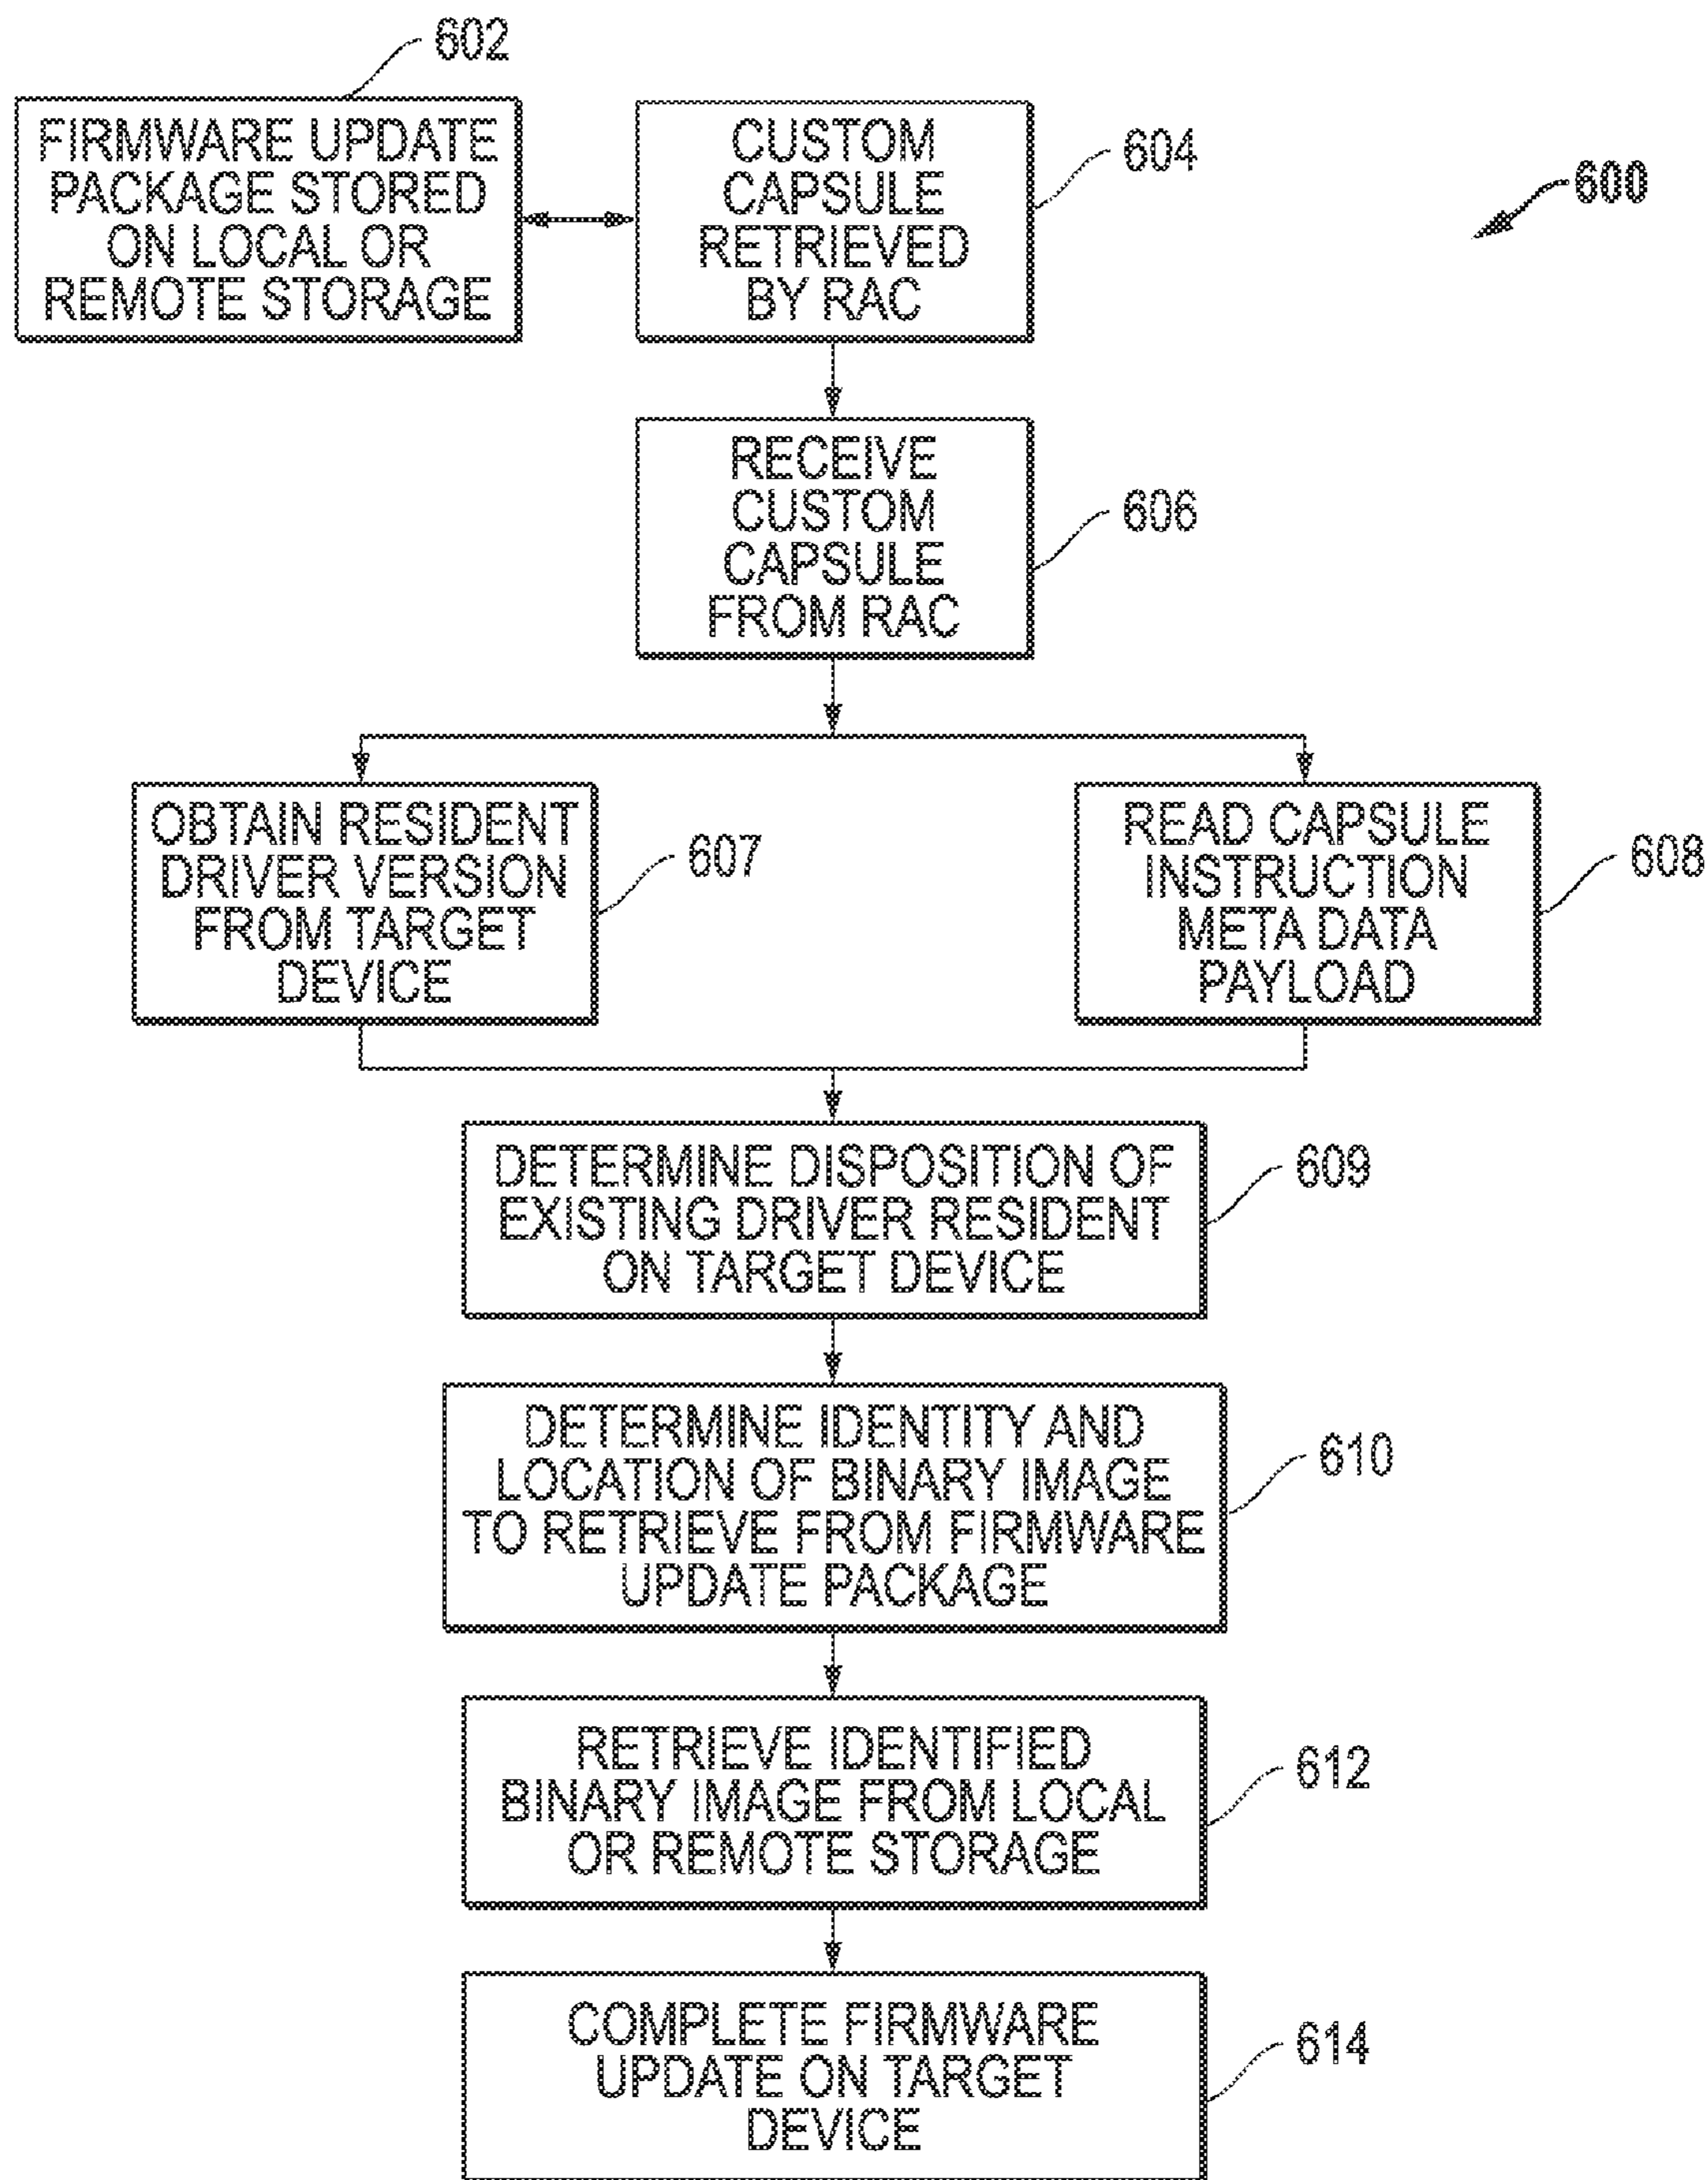 602
FIRMWARE UPDATE
PACKAGE STORED
ON LOCAL OR
REMOTE STORAGE
CUSTOM
CAPSULE
RETRIEVED
BY RAC
604
600
RECEIVE
CUSTOM
CAPSULE
FROM RAC
606
OBTAIN RESIDENT
DRIVER VERSION
FROM TARGET
DEVICE
607
READ CAPSULE
INSTRUCTION
META DATA
PAYLOAD
608
DETERMINE DISPOSITION OF
EXISTING DRIVER RESIDENT
ON TARGET DEVICE
609
DETERMINE IDENTITY AND
LOCATION OF BINARY IMAGE
TO RETRIEVE FROM FIRMWARE
UPDATE PACKAGE
610
RETRIEVE IDENTIFIED
BINARY IMAGE FROM LOCAL
OR REMOTE STORAGE
612
COMPLETE FIRMWARE
UPDATE ON TARGET
DEVICE
614